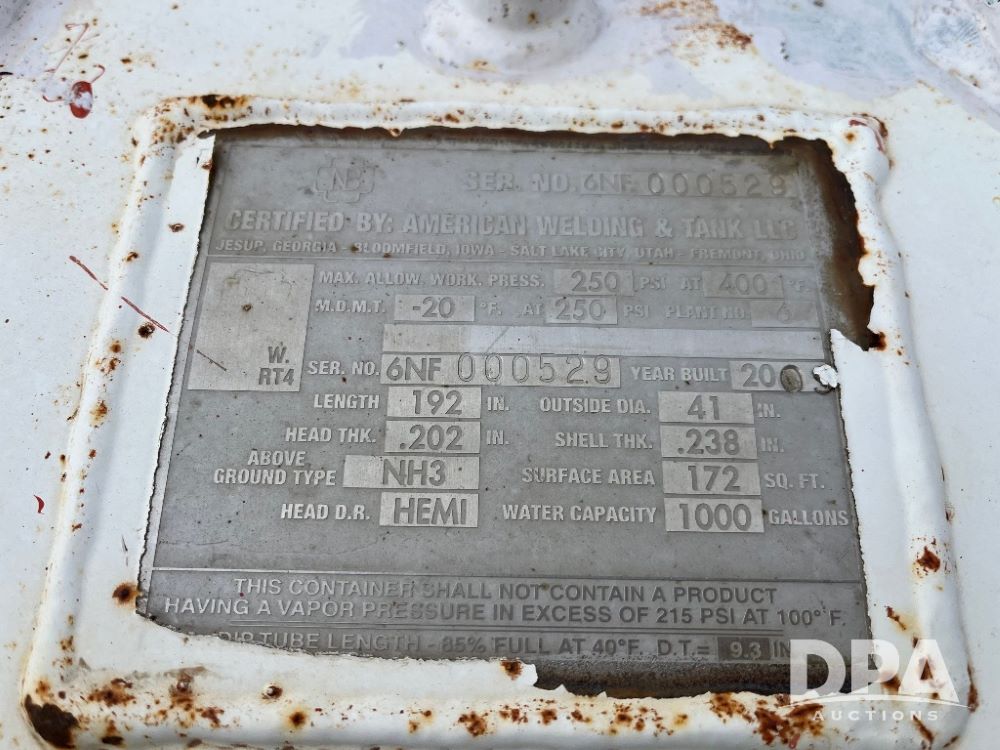 NB
SER. NO. 6NF 000529
CERTIFIED BY: AMERICAN WELDING & TANK LLC
JESUP, GEORGIA - BLOOMFIELD, IOWA - SALT LAKE CITY, UTAH - FREMONT, OHIO
MAX. ALLOW. WORK. PRESS. 250 PSI AT 400 °F.
M.D.M.T. -20 °F. AT 250 PSI PLANT NO. 6
W.
RT4
SER. NO. 6NF 000529 YEAR BUILT
LENGTH 192 IN. OUTSIDE DIA. 41 IN.
HEAD THK. .202 IN. SHELL THK. .238 IN.
ABOVE
GROUND TYPE NH3 SURFACE AREA 172 SQ. FT.
HEAD D.R. HEMI WATER CAPACITY 1000 GALLONS
THIS CONTAINER SHALL NOT CONTAIN A PRODUCT
HAVING A VAPOR PRESSURE IN EXCESS OF 215 PSI AT 100°F.
DIP TUBE LENGTH - 85% FULL AT 40°F. D.T.= 9.3 IN
DPA
AUCTIONS